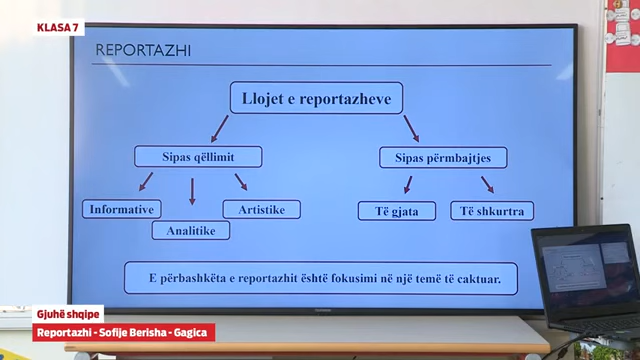 KLASA 7
REPORTAZHI
Llojet e reportazheve
Sipas qëllimit
Sipas përmbajtjes
Informative
Analitike
Artistike
Të gjata
Të shkurtra
E përbashkëta e reportazhit është fokusimi në një temë të caktuar.
Gjuhë shqipe
Reportazhi - Sofije Berisha - Gagica